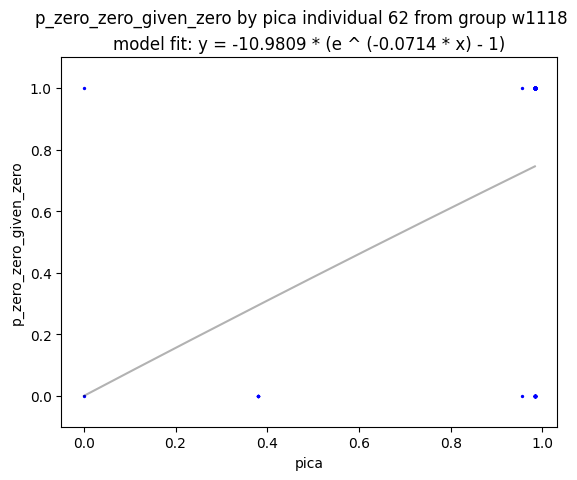 p_zero_zero_given_zero by pica individual 62 from group w1118
model fit: y = -10.9809 * (e ^ (-0.0714 * x) - 1)
1.0
0.8
0.6
0.4
0.2
0.0
p_zero_zero_given_zero
0.0 0.2 0.4 0.6 0.8 1.0
pica